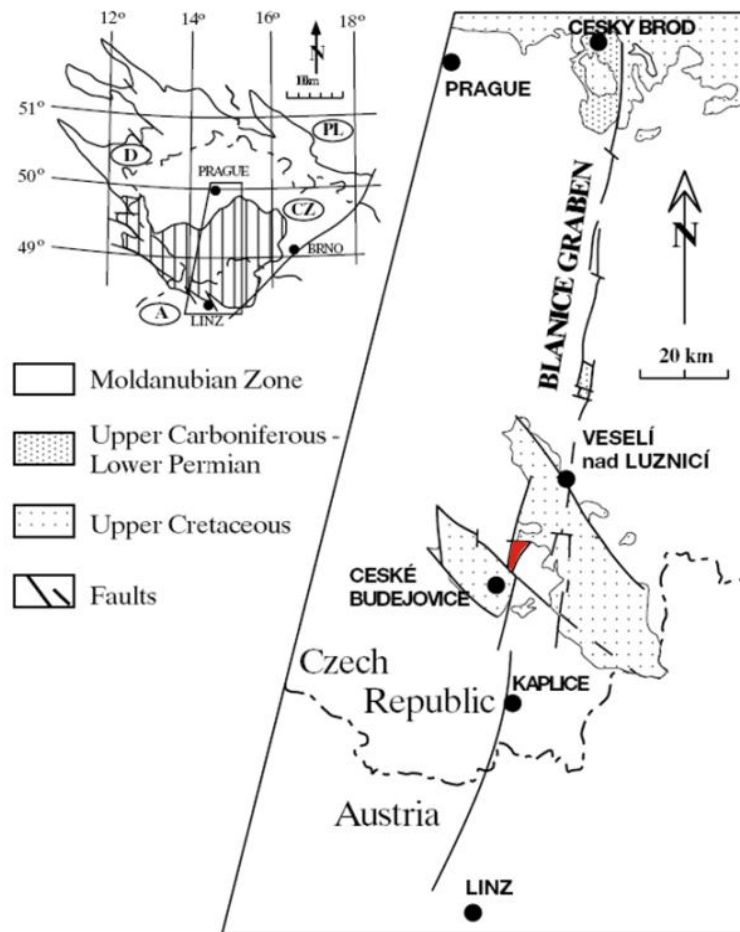 12° 14° 16° 18°
N
10km
51°
PL
D
50°
PRAGUE
CZ
49°
BRNO
A
LINZ
Moldanubian Zone
Upper Carboniferous -
Lower Permian
Upper Cretaceous
Faults
CESKY BROD
PRAGUE
BLANICE GRABEN
N
20 km
VESELÍ
nad LUZNICÍ
CESKÉ
BUDEJOVICE
Czech
Republic
KAPLICE
Austria
LINZ